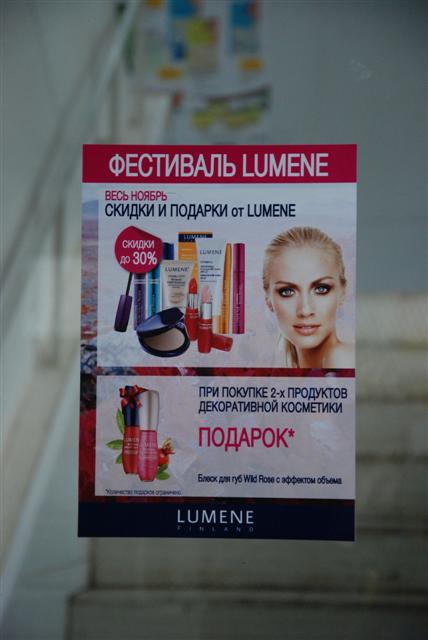 ФЕСТИВАЛЬ LUMENE
ВЕСЬ НОЯБРЬ
СКИДКИ И ПОДАРКИ от LUMENE
СКИДКИ
ДО 30%
LUMENE
ПРИ ПОКУПКЕ 2-х ПРОДУКТОВ
ДЕКОРАТИВНОЙ КОСМЕТИКИ
ПОДАРОК*
Блеск для губ Wild Rose с эффектом объема
*Количество подарков ограничено.
LUMENE
FINLAND